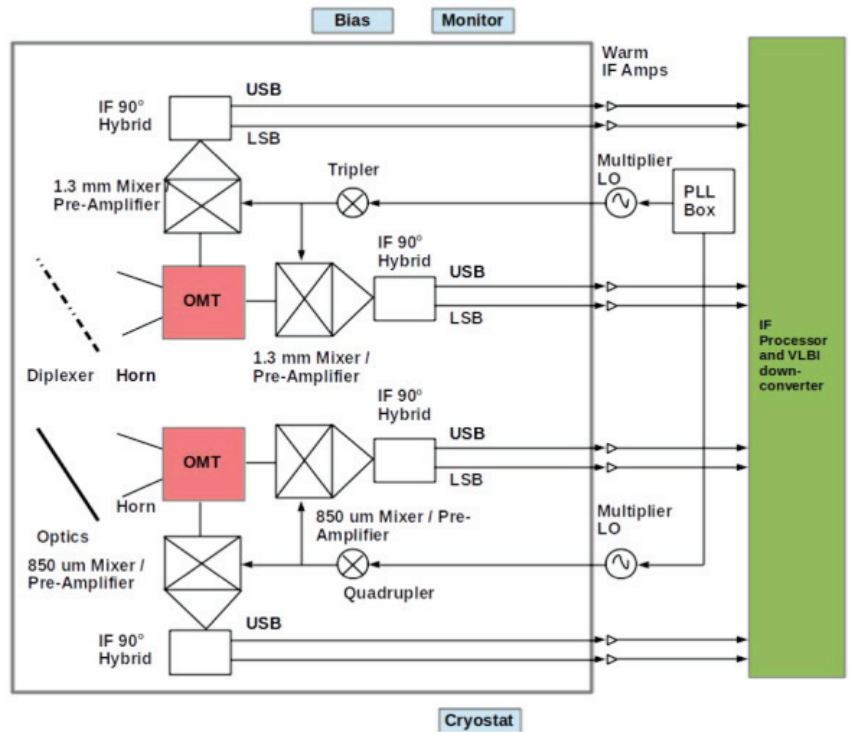 Bias
Monitor
Warm
IF Amps
USB
IF 90°
Hybrid
LSB
Multiplier
LO
Tripler
PLL
Box
1.3 mm Mixer /
Pre-Amplifier
IF 90°
Hybrid
USB
OMT
LSB
IF
Processor
and VLBI
down-
converter
1.3 mm Mixer /
Pre-Amplifier
Diplexer
Horn
IF 90°
Hybrid
USB
OMT
LSB
Horn
Optics
850 um Mixer / Pre-
Amplifier
Multiplier
LO
850 um Mixer /
Pre-Amplifier
Quadrupler
USB
IF 90°
Hybrid
Cryostat